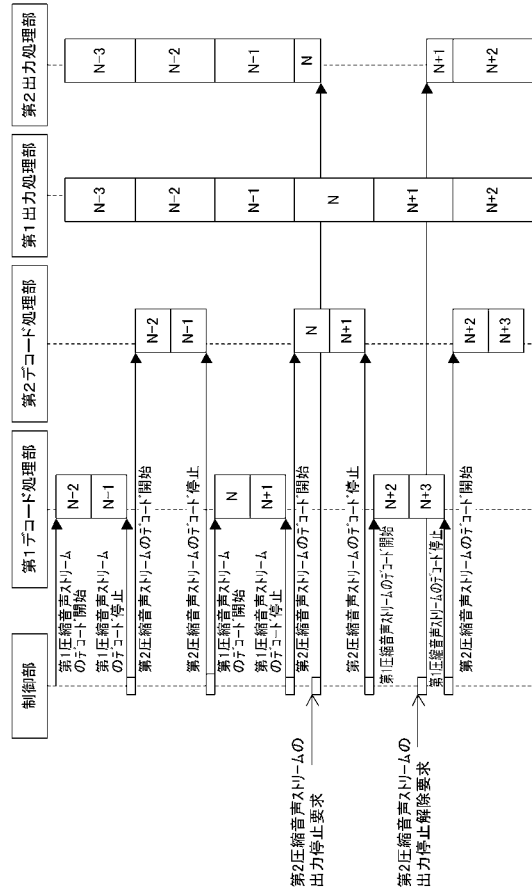 制御部
第1デコード処理部
第2デコード処理部
第1出力処理部
第2出力処理部
第1圧縮音声ストリーム
のデコード開始
第1圧縮音声ストリーム
のデコード停止
第2圧縮音声ストリームのデコード開始
第2圧縮音声ストリームのデコード停止
第1圧縮音声ストリーム
のデコード開始
第1圧縮音声ストリーム
のデコード停止
第2圧縮音声ストリームのデコード開始
第2圧縮音声ストリームのデコード停止
第1圧縮音声ストリームのデコード開始
第1圧縮音声ストリームのデコード停止
第2圧縮音声ストリームのデコード開始
第2圧縮音声ストリームの
出力停止要求
第2圧縮音声ストリームの
出力停止解除要求
N-2
N-1
N
N+1
N+2
N+3
N-2
N-1
N
N+1
N+2
N+3
N-3
N-2
N-1
N
N+1
N+2
N-3
N-2
N-1
N
N+1
N+2